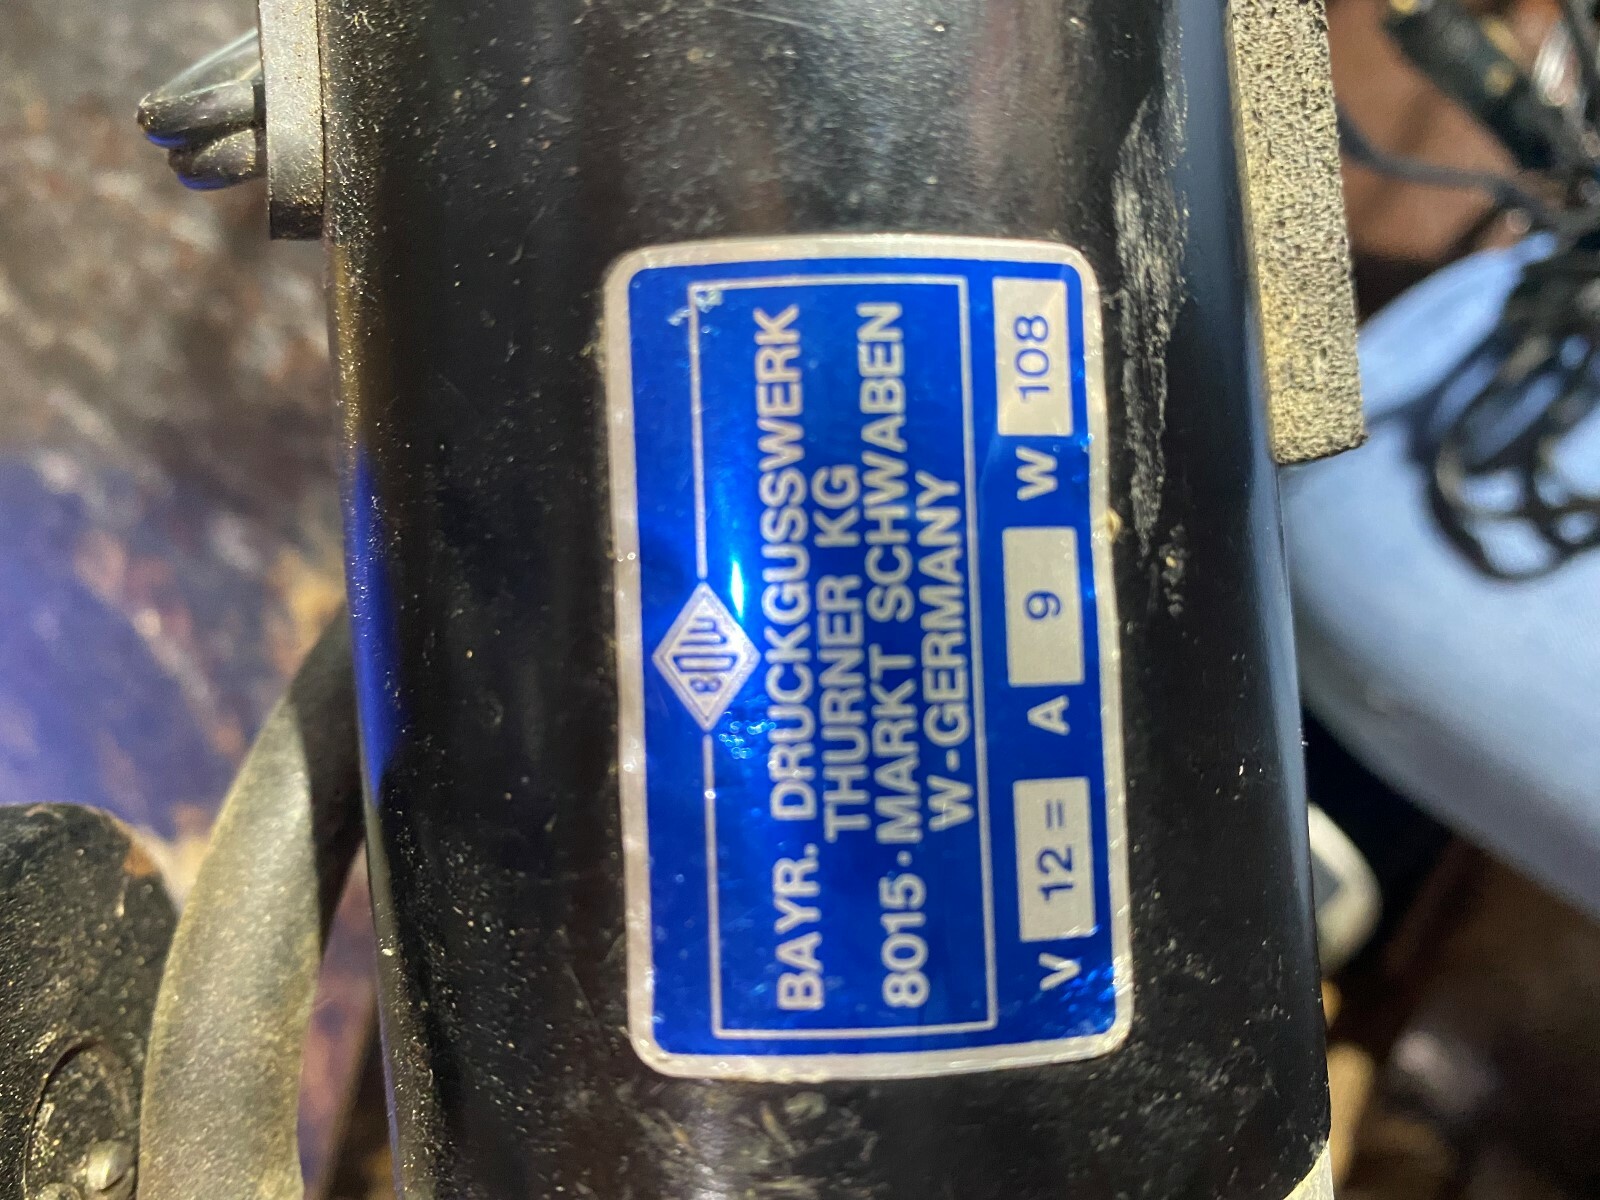 BAYR. DRUCKGUSSWERK
THURNER KG
8015 · MARKT SCHWABEN
W-GERMANY
V 12 = A 9 W 108